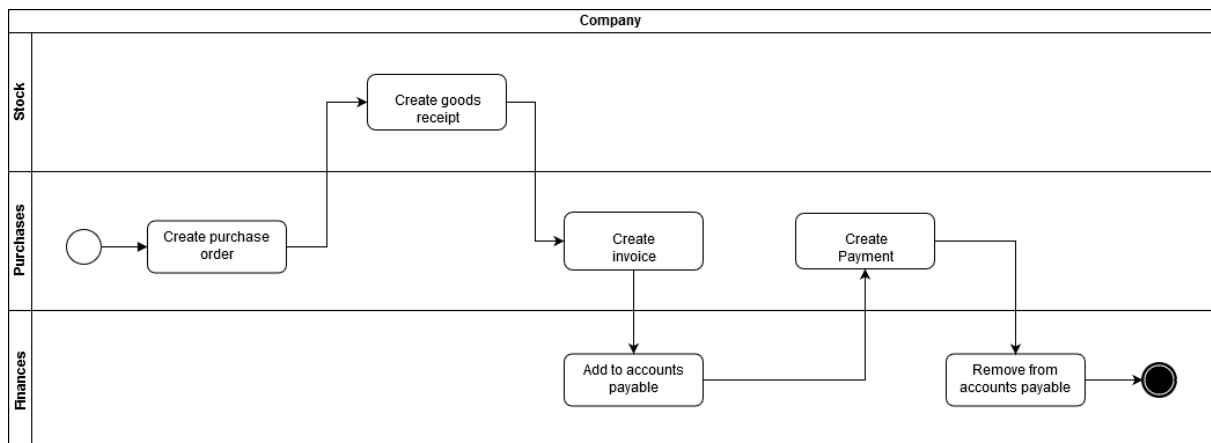 Company
Stock
Create goods
receipt
Purchases
Create purchase
order
Create
invoice
Create
Payment
Finances
Add to accounts
payable
Remove from
accounts payable